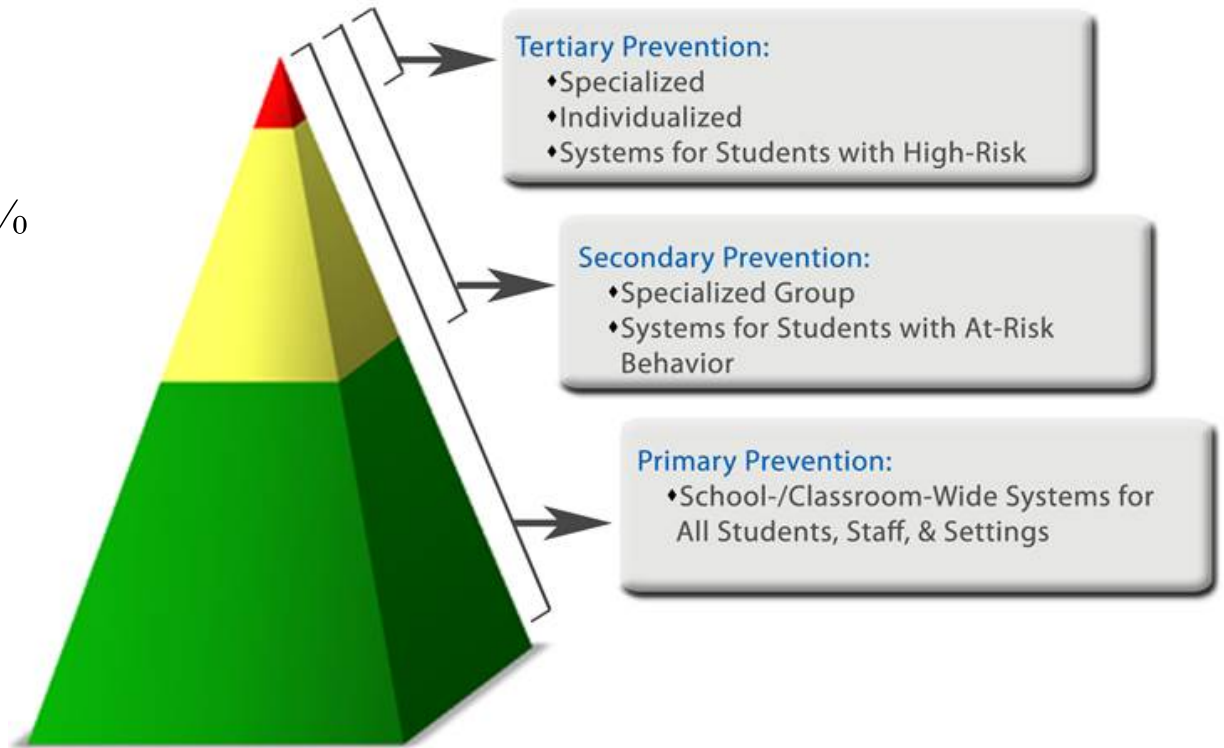 Tertiary Prevention:
♦Specialized
♦Individualized
♦Systems for Students with High-Risk
%
Secondary Prevention:
♦Specialized Group
♦Systems for Students with At-Risk
Behavior
Primary Prevention:
♦School-/Classroom-Wide Systems for
All Students, Staff, & Settings